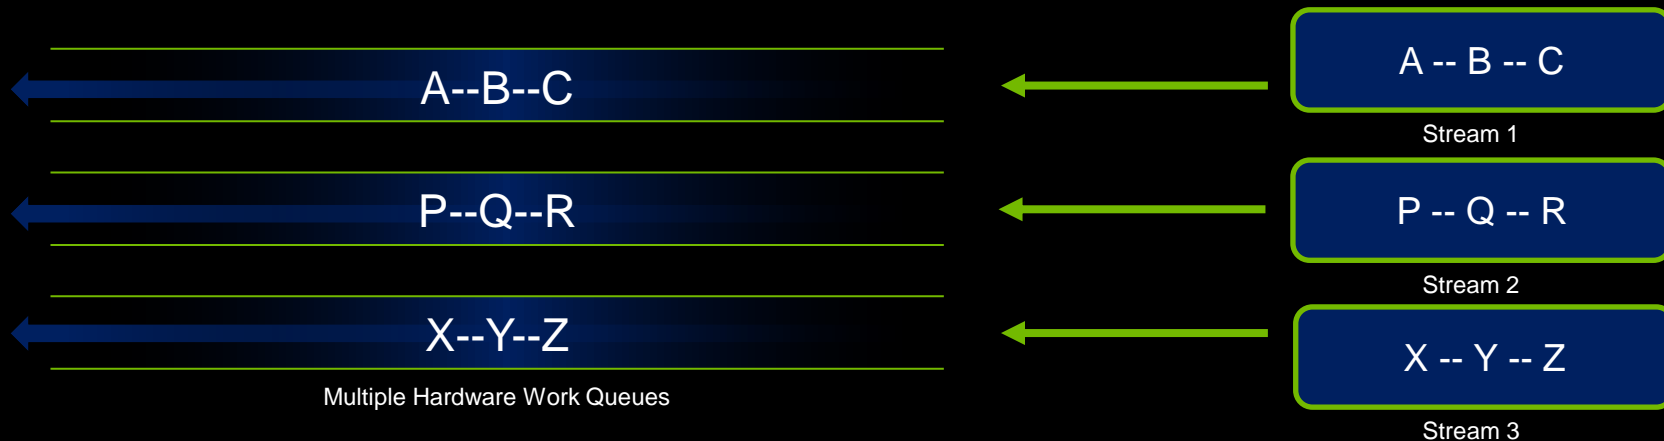 A--B--C
A -- B -- C
Stream 1
P--Q--R
P -- Q -- R
Stream 2
X--Y--Z
X -- Y -- Z
Multiple Hardware Work Queues
Stream 3